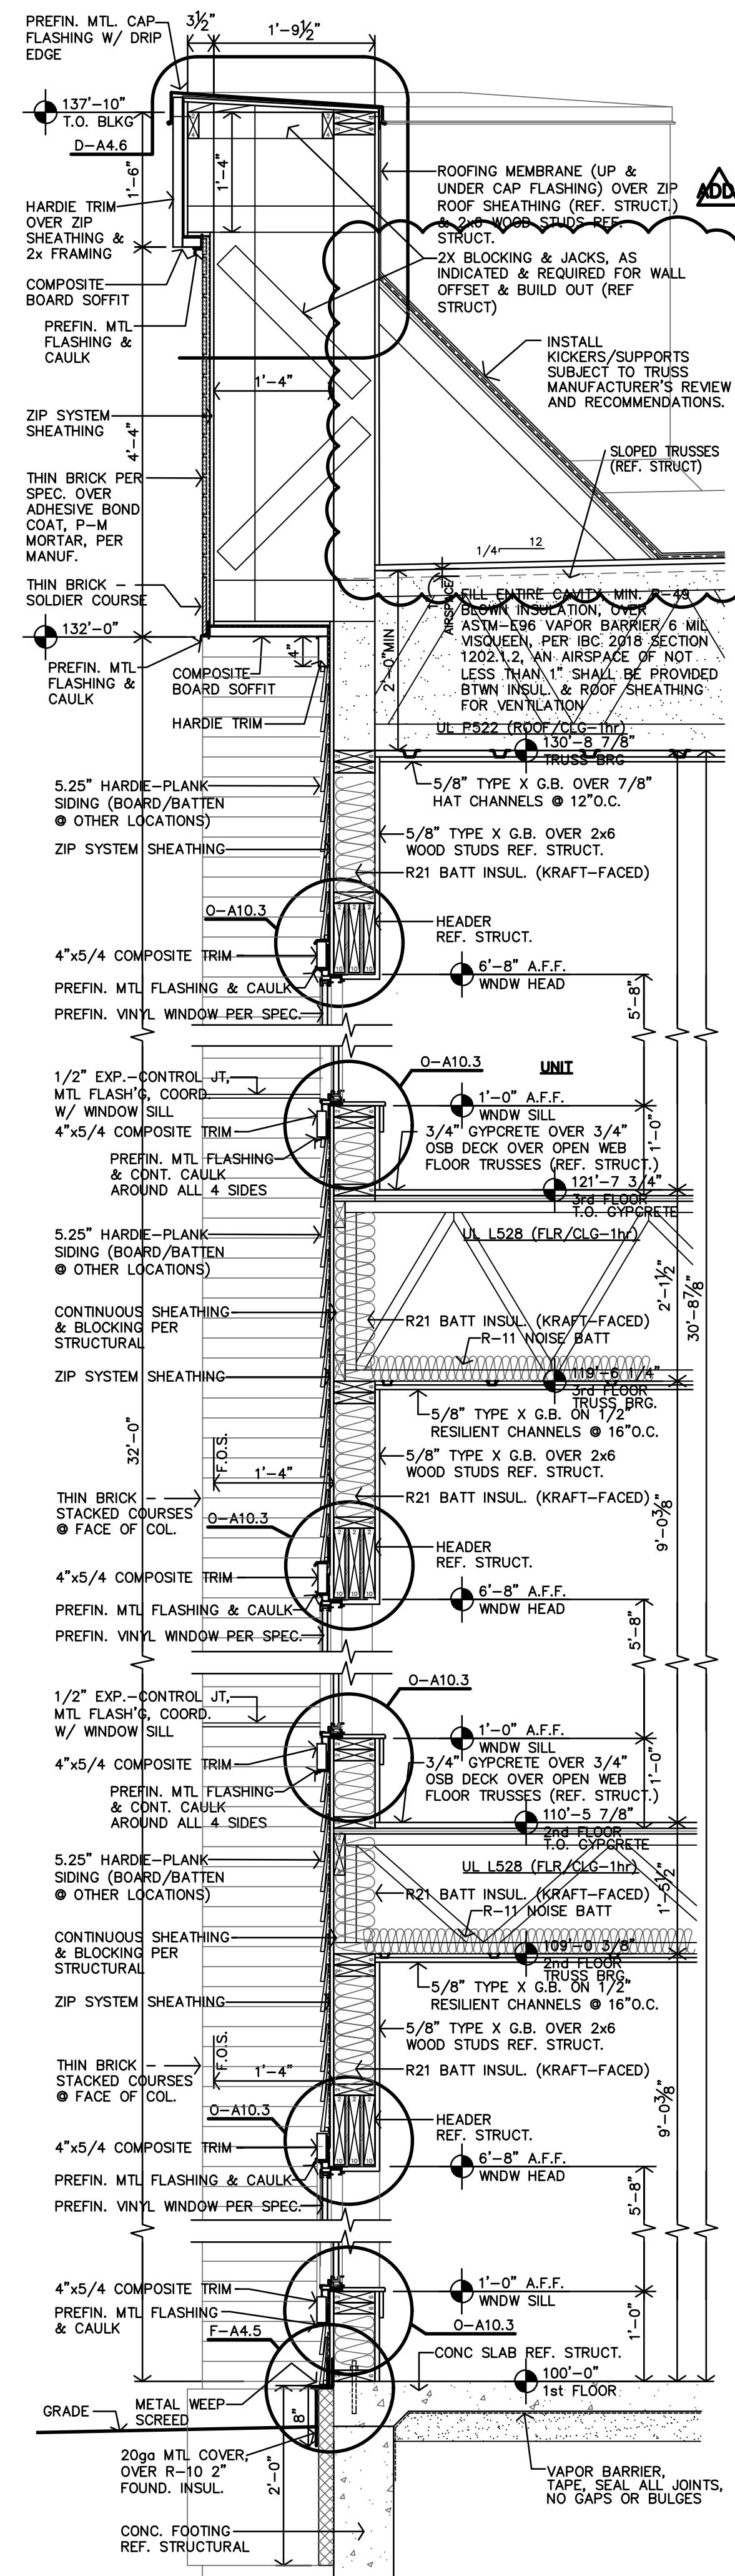 PREFIN. MTL. CAP
FLASHING W/ DRIP
EDGE
3½"
1'-9½"
137'-10"
T.O. BLKG
D-A4.6
1'-6"
1'-4"
HARDIE TRIM
OVER ZIP
SHEATHING &
2x FRAMING
COMPOSITE
BOARD SOFFIT
PREFIN. MTL
FLASHING &
CAULK
ROOFING MEMBRANE (UP &
UNDER CAP FLASHING) OVER ZIP
ROOF SHEATHING (REF. STRUCT.)
& 2x6 WOOD STUDS REF.
STRUCT.
ADD
2X BLOCKING & JACKS, AS
INDICATED & REQUIRED FOR WALL
OFFSET & BUILD OUT (REF
STRUCT)
INSTALL
KICKERS/SUPPORTS
SUBJECT TO TRUSS
MANUFACTURER'S REVIEW
AND RECOMMENDATIONS.
1'-4"
ZIP SYSTEM
SHEATHING
4'-4"
SLOPED TRUSSES
(REF. STRUCT)
THIN BRICK PER
SPEC. OVER
ADHESIVE BOND
COAT, P-M
MORTAR, PER
MANUF.
12
1/4"
THIN BRICK -
SOLDIER COURSE
132'-0"
1"
AIRSPACE
FILL ENTIRE CAVITY, MIN. R-49
BLOWN INSULATION, OVER
ASTM-E96 VAPOR BARRIER, 6 MIL
VISQUEEN, PER IBC 2018 SECTION
1202.1.2, AN AIRSPACE OF NOT
LESS THAN 1" SHALL BE PROVIDED
BTWN INSUL. & ROOF SHEATHING
FOR VENTILATION
2'-0"MIN
4"
PREFIN. MTL
FLASHING &
CAULK
COMPOSITE
BOARD SOFFIT
HARDIE TRIM
UL P522 (ROOF/CLG-1hr)
130'-8 7/8"
TRUSS BRG
5.25" HARDIE-PLANK
SIDING (BOARD/BATTEN
@ OTHER LOCATIONS)
5/8" TYPE X G.B. OVER 7/8"
HAT CHANNELS @ 12"O.C.
ZIP SYSTEM SHEATHING
5/8" TYPE X G.B. OVER 2x6
WOOD STUDS REF. STRUCT.
R21 BATT INSUL. (KRAFT-FACED)
O-A10.3
HEADER
REF. STRUCT.
4"x5/4 COMPOSITE TRIM
PREFIN. MTL FLASHING & CAULK
PREFIN. VINYL WINDOW PER SPEC.
6'-8" A.F.F.
WNDW HEAD
5'-8"
O-A10.3
UNIT
1/2" EXP.-CONTROL JT,
MTL FLASH'G, COORD.
W/ WINDOW SILL
4"x5/4 COMPOSITE TRIM
PREFIN. MTL FLASHING
& CONT. CAULK
AROUND ALL 4 SIDES
1'-0" A.F.F.
WNDW SILL
3/4" GYPCRETE OVER 3/4"
OSB DECK OVER OPEN WEB
FLOOR TRUSSES (REF. STRUCT.)
1'-0"
121'-7 3/4"
3rd FLOOR
T.O. GYPCRETE
5.25" HARDIE-PLANK
SIDING (BOARD/BATTEN
@ OTHER LOCATIONS)
UL L528 (FLR/CLG-1hr)
2'-1½"
30'-8⅞"
CONTINUOUS SHEATHING
& BLOCKING PER
STRUCTURAL
R21 BATT INSUL. (KRAFT-FACED)
R-11 NOISE BATT
ZIP SYSTEM SHEATHING
119'-6 1/4"
3rd FLOOR
TRUSS BRG.
5/8" TYPE X G.B. ON 1/2"
RESILIENT CHANNELS @ 16"O.C.
32'-0"
F.O.S.
1'-4"
5/8" TYPE X G.B. OVER 2x6
WOOD STUDS REF. STRUCT.
THIN BRICK -
STACKED COURSES
@ FACE OF COL.
R21 BATT INSUL. (KRAFT-FACED)
9'-0⅜"
O-A10.3
HEADER
REF. STRUCT.
4"x5/4 COMPOSITE TRIM
PREFIN. MTL FLASHING & CAULK
PREFIN. VINYL WINDOW PER SPEC.
6'-8" A.F.F.
WNDW HEAD
5'-8"
O-A10.3
1/2" EXP.-CONTROL JT,
MTL FLASH'G, COORD.
W/ WINDOW SILL
4"x5/4 COMPOSITE TRIM
PREFIN. MTL FLASHING
& CONT. CAULK
AROUND ALL 4 SIDES
1'-0" A.F.F.
WNDW SILL
3/4" GYPCRETE OVER 3/4"
OSB DECK OVER OPEN WEB
FLOOR TRUSSES (REF. STRUCT.)
1'-0"
110'-5 7/8"
2nd FLOOR
T.O. GYPCRETE
5.25" HARDIE-PLANK
SIDING (BOARD/BATTEN
@ OTHER LOCATIONS)
UL L528 (FLR/CLG-1hr)
1'-5½"
R21 BATT INSUL. (KRAFT-FACED)
R-11 NOISE BATT
CONTINUOUS SHEATHING
& BLOCKING PER
STRUCTURAL
109'-0 3/8"
2nd FLOOR
TRUSS BRG.
ZIP SYSTEM SHEATHING
5/8" TYPE X G.B. ON 1/2"
RESILIENT CHANNELS @ 16"O.C.
F.O.S.
1'-4"
5/8" TYPE X G.B. OVER 2x6
WOOD STUDS REF. STRUCT.
THIN BRICK -
STACKED COURSES
@ FACE OF COL.
R21 BATT INSUL. (KRAFT-FACED)
9'-0⅜"
O-A10.3
HEADER
REF. STRUCT.
4"x5/4 COMPOSITE TRIM
PREFIN. MTL FLASHING & CAULK
PREFIN. VINYL WINDOW PER SPEC.
6'-8" A.F.F.
WNDW HEAD
5'-8"
4"x5/4 COMPOSITE TRIM
PREFIN. MTL FLASHING
& CAULK
1'-0" A.F.F.
WNDW SILL
1'-0"
F-A4.5
O-A10.3
CONC SLAB REF. STRUCT.
100'-0"
1st FLOOR
GRADE
METAL WEEP
SCREED
8"
2'-0"
20ga MTL COVER,
OVER R-10 2"
FOUND. INSUL.
VAPOR BARRIER,
TAPE, SEAL ALL JOINTS,
NO GAPS OR BULGES
CONC. FOOTING
REF. STRUCTURAL